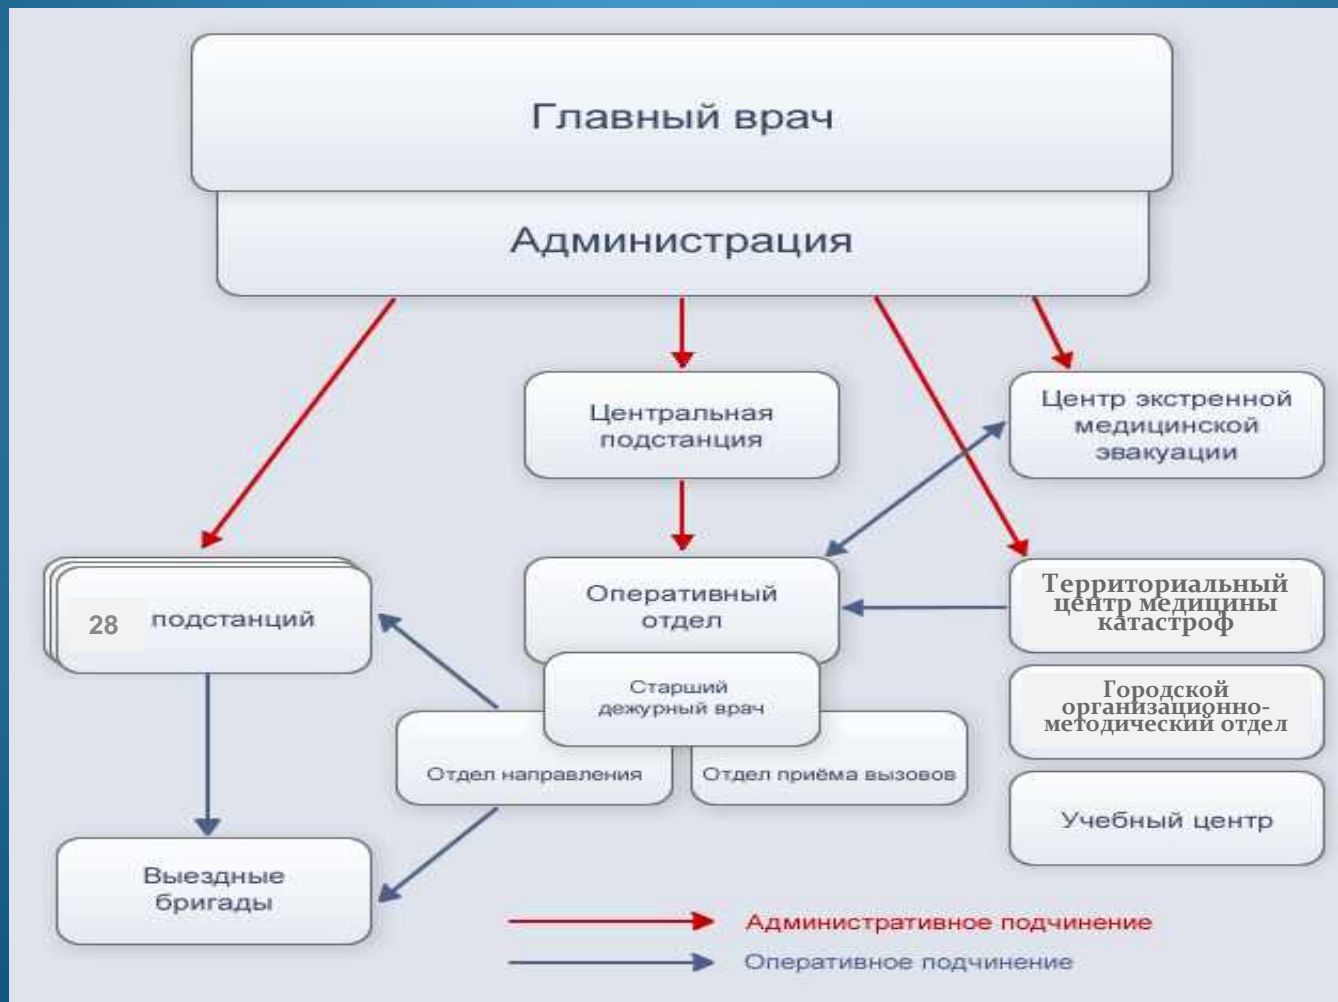 Главный врач
Администрация
Центральная
подстанция
Центр экстренной
медицинской
эвакуации
28 подстанций
Оперативный
отдел
Территориальный
центр медицины
катастроф
Старший
дежурный врач
Отдел направления
Отдел приёма вызовов
Городской
организационно-
методический отдел
Учебный центр
Выездные
бригады
Административное подчинение
Оперативное подчинение